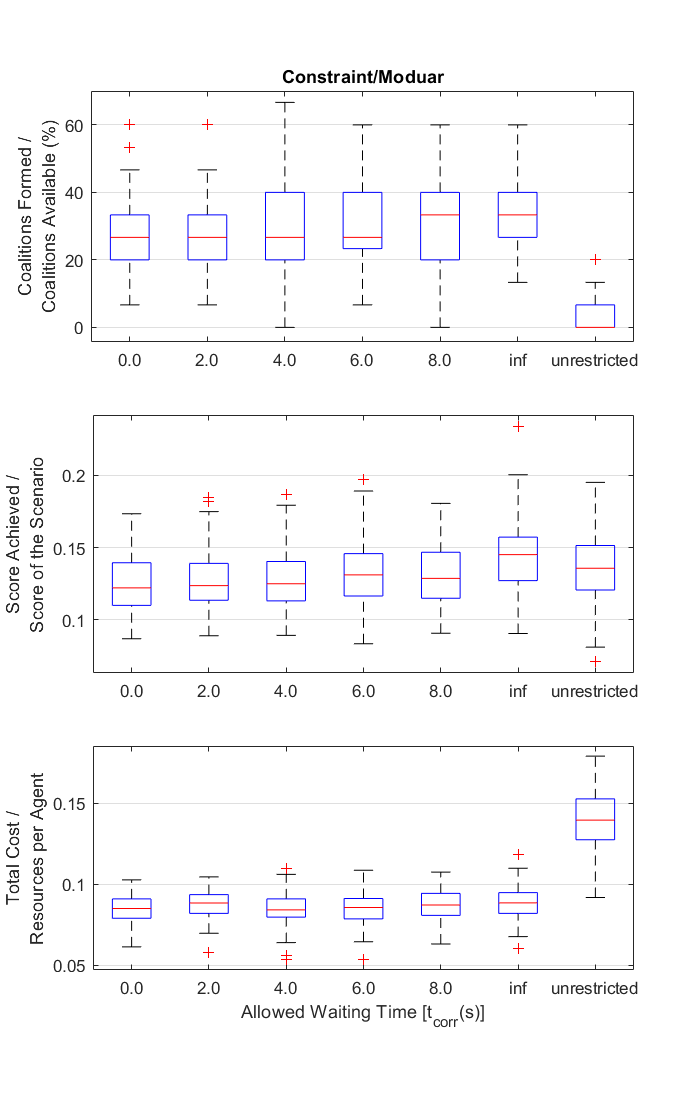 Constraint/Moduar
Coalitions Formed /
Coalitions Available (%)
60
40
20
0
0.0 2.0 4.0 6.0 8.0 inf unrestricted
Score Achieved /
Score of the Scenario
0.2
0.15
0.1
0.0 2.0 4.0 6.0 8.0 inf unrestricted
Total Cost /
Resources per Agent
0.15
0.1
0.05
0.0 2.0 4.0 6.0 8.0 inf unrestricted
Allowed Waiting Time [tcorr(s)]